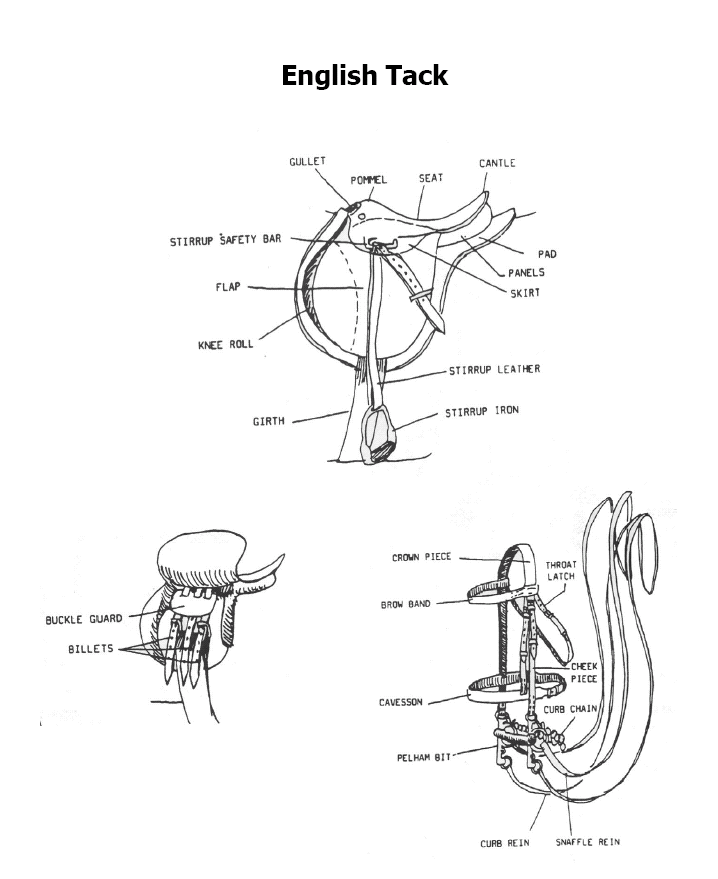 English Tack
GULLET
POMMEL
SEAT
CANTLE
STIRRUP SAFETY BAR
PAD
PANELS
FLAP
SKIRT
KNEE ROLL
STIRRUP LEATHER
STIRRUP IRON
GIRTH
BUCKLE GUARD
BILLETS
CROWN PIECE
THROAT
LATCH
BROW BAND
CHEEK
PIECE
CAVESSON
CURB CHAIN
PELHAM BIT
CURB REIN
SNAFFLE REIN